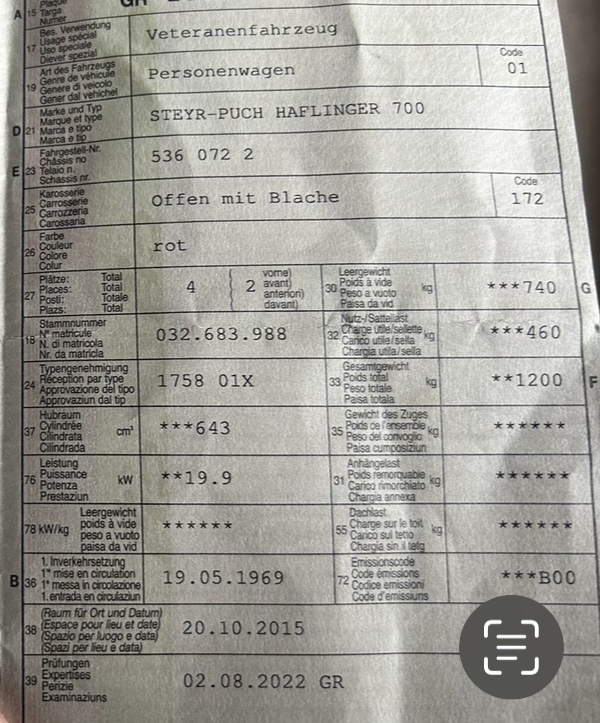 Plaque
A 15 Targa
Numer
GR
Bes. Verwendung
Usage spécial
17 Uso speciale
Diever spezial
Veteranenfahrzeug
Art des Fahrzeugs
Genre de véhicule
19 Genere di veicolo
Gener dal vehichel
Personenwagen
Code
01
Marke und Typ
Marque et type
D 21 Marca e tipo
Marca e tip
STEYR-PUCH HAFLINGER 700
Fahrgestell-Nr.
Châssis no
E 23 Telaio n.
Schassis nr.
536 072 2
Karosserie
Carrosserie
25 Carrozzeria
Carossaria
Offen mit Blache
Code
172
Farbe
Couleur
26 Colore
Colur
rot
Plätze: Total
Places: Total
27 Posti: Totale
Plazs: Total
4 ( 2 vorne)
avant)
anteriori)
davant)
Leergewicht
30 Poids à vide kg
Peso a vuoto
Paisa da vid
***740 G
Stammnummer
18 N° matricule
N. di matricola
Nr. da matricla
032.683.988
Nutz-/Sattellast
32 Charge utile/sellette kg
Carico utile/sella
Chargia utila/sella
***460
Typengenehmigung
24 Réception par type
Approvazione del tipo
Approvaziun dal tip
1758 01X
Gesamtgewicht
33 Poids total kg
Peso totale
Paisa totala
**1200 F
Hubraum
37 Cylindrée cm³
Cilindrata
Cilindrada
***643
Gewicht des Zuges
35 Poids de l'ensemble kg
Peso del convoglio
Paisa cumposiziun
******
Leistung
76 Puissance kW
Potenza
Prestaziun
**19.9
Anhängelast
31 Poids remorquable kg
Carico rimorchiato
Chargia annexa
******
Leergewicht
78 kW/kg poids à vide
peso a vuoto
paisa da vid
******
Dachlast
55 Charge sur le toit kg
Carico sul tetto
Chargia sin il tetg
******
1. Inverkehrsetzung
B 36 1re mise en circulation
1a messa in circolazione
1. entrada en circulaziun
19.05.1969
Emissionscode
72 Code émissions
Codice emissioni
Code d'emissiuns
***B00
(Raum für Ort und Datum)
38 (Espace pour lieu et date)
(Spazio per luogo e data)
(Spazi per lieu e data)
20.10.2015
Prüfungen
39 Expertises
Perizie
Examinaziuns
02.08.2022 GR